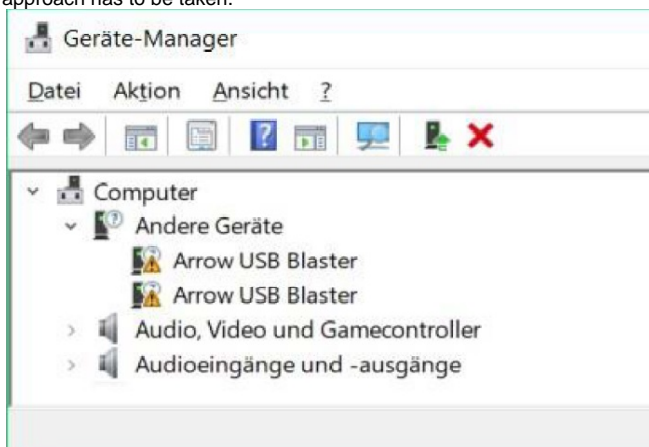 approach has to be taken.
Geräte-Manager
Datei Aktion Ansicht ?
Computer
Andere Geräte
Arrow USB Blaster
Arrow USB Blaster
Audio, Video und Gamecontroller
Audioeingänge und -ausgänge